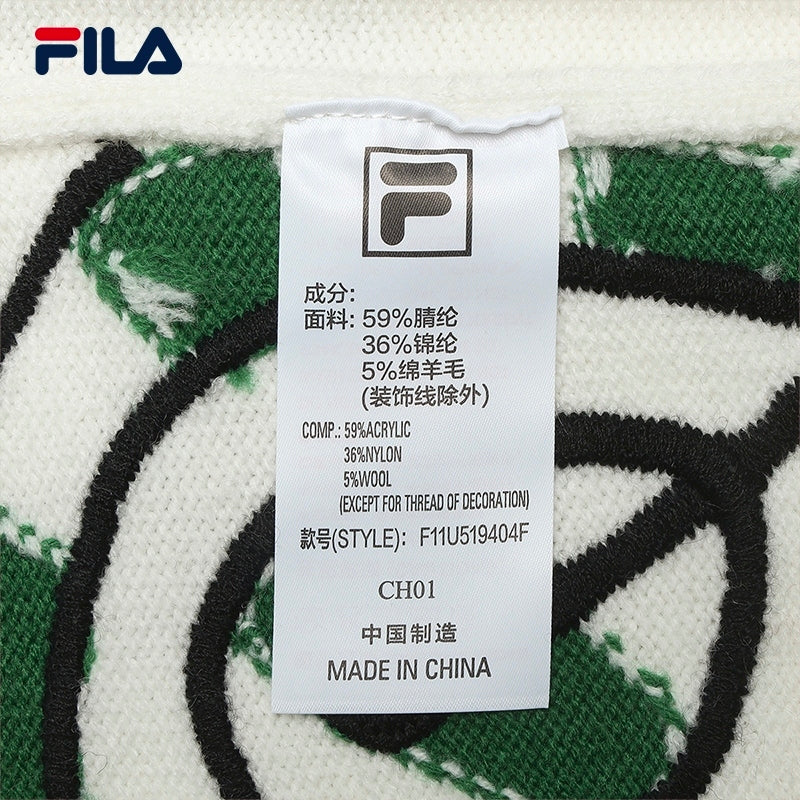 FILA
F
成分:
面料: 59%腈纶
36%锦纶
5%绵羊毛
(装饰线除外)
COMP.: 59%ACRYLIC
36%NYLON
5%WOOL
(EXCEPT FOR THREAD OF DECORATION)
款号(STYLE): F11U519404F
CH01
中国制造
MADE IN CHINA